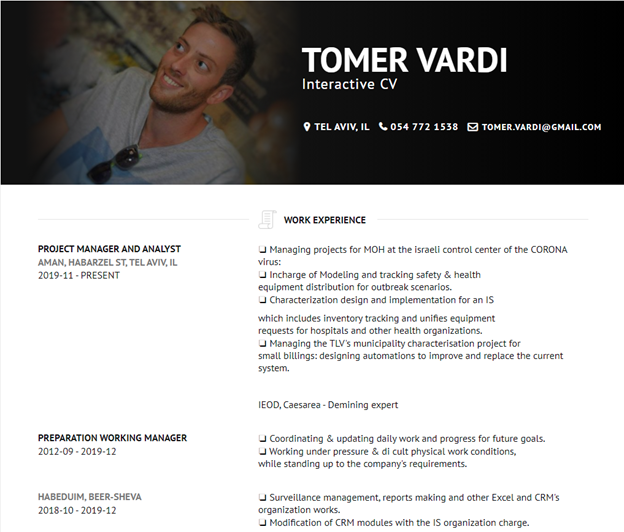 TOMER VARDI
Interactive CV
TEL AVIV, IL 054 772 1538 TOMER.VARDI@GMAIL.COM
WORK EXPERIENCE
PROJECT MANAGER AND ANALYST
AMAN, HABARZEL ST, TEL AVIV, IL
2019-11 - PRESENT
❏ Managing projects for MOH at the israeli control center of the CORONA
virus:
❏ Incharge of Modeling and tracking safety & health
equipment distribution for outbreak scenarios.
❏ Characterization design and implementation for an IS
which includes inventory tracking and unifies equipment
requests for hospitals and other health organizations.
❏ Managing the TLV's municipality characterisation project for
small billings: designing automations to improve and replace the current
system.
IEOD, Caesarea - Demining expert
PREPARATION WORKING MANAGER
2012-09 - 2019-12
❏ Coordinating & updating daily work and progress for future goals.
❏ Working under pressure & di cult physical work conditions,
while standing up to the company's requirements.
HABEDUIM, BEER-SHEVA
2018-10 - 2019-12
❏ Surveillance management, reports making and other Excel and CRM's
organization works.
❏ Modification of CRM modules with the IS organization charge.